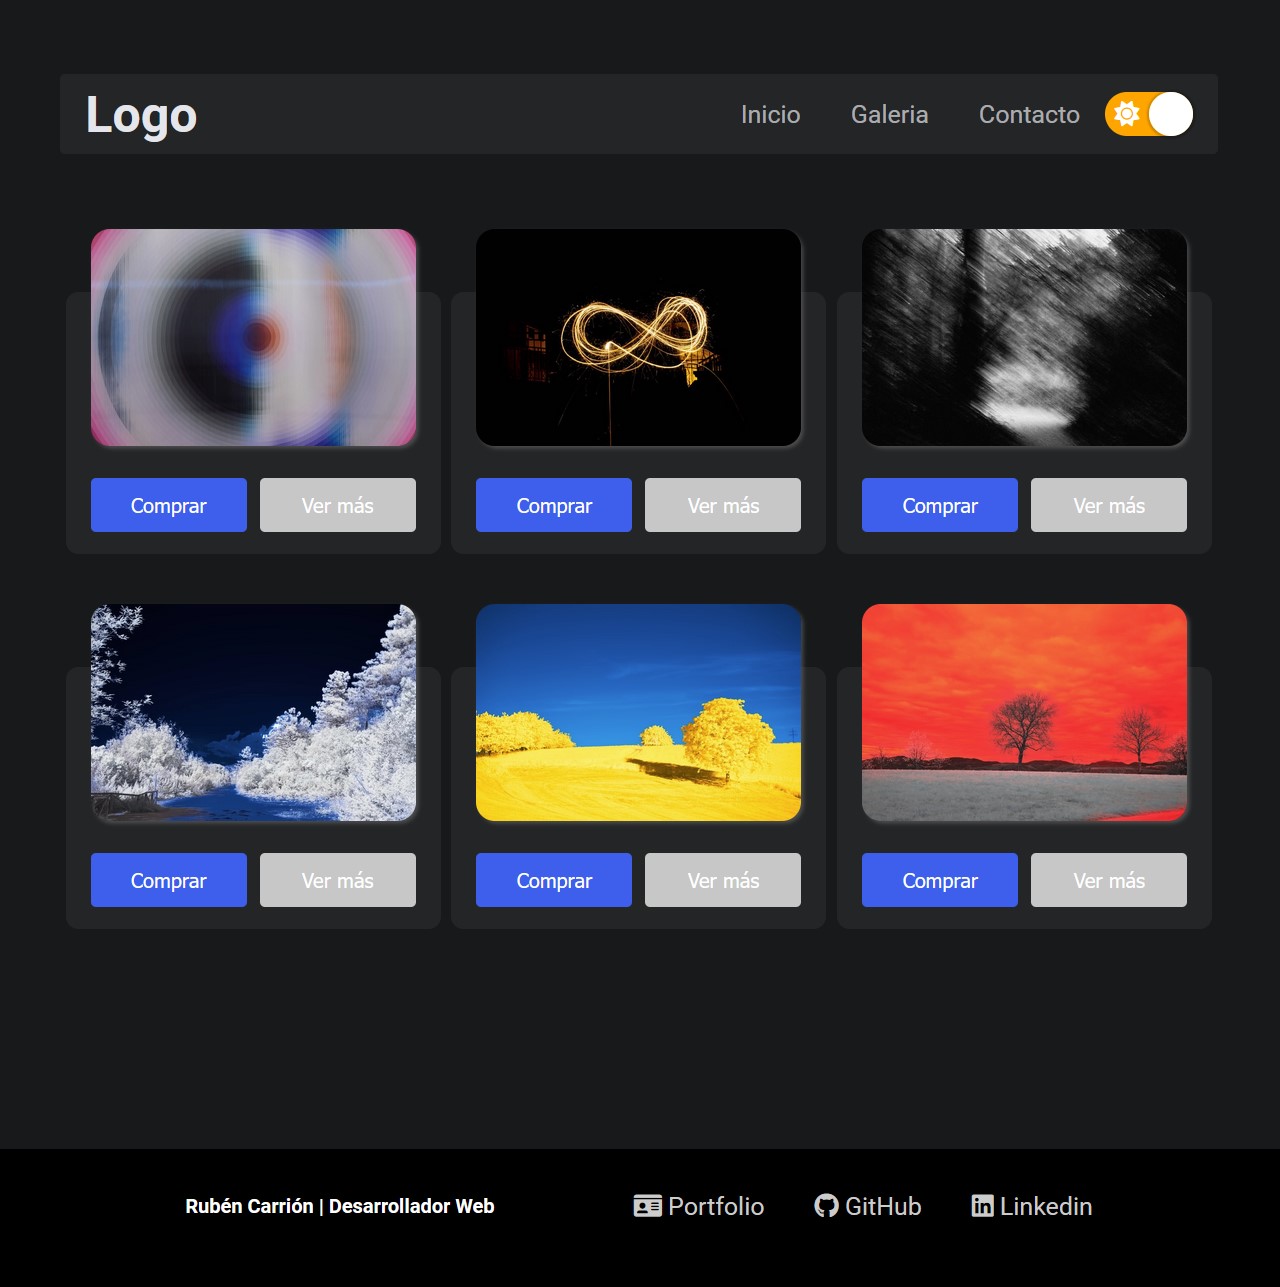 Logo
Inicio Galeria Contacto
Comprar Ver más Comprar Ver más Comprar Ver más
Comprar Ver más Comprar Ver más Comprar Ver más
Rubén Carrión | Desarrollador Web Portfolio GitHub Linkedin